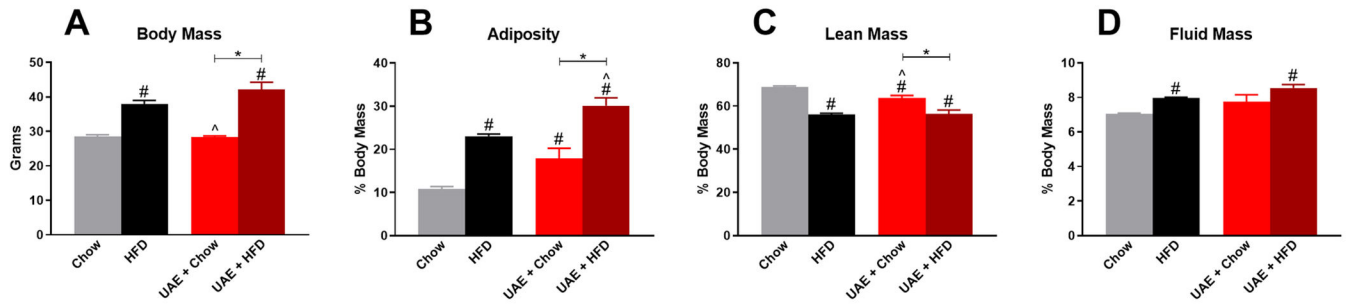 A
Body Mass
Grams
50
40
30
20
10
0
*
#
^
#
Chow
HFD
UAE + Chow
UAE + HFD
B
Adiposity
% Body Mass
40
30
20
10
0
*
#
#
^
#
Chow
HFD
UAE + Chow
UAE + HFD
C
Lean Mass
% Body Mass
80
60
40
20
0
*
#
^
#
#
Chow
HFD
UAE + Chow
UAE + HFD
D
Fluid Mass
% Body Mass
10
8
6
4
2
0
#
#
Chow
HFD
UAE + Chow
UAE + HFD